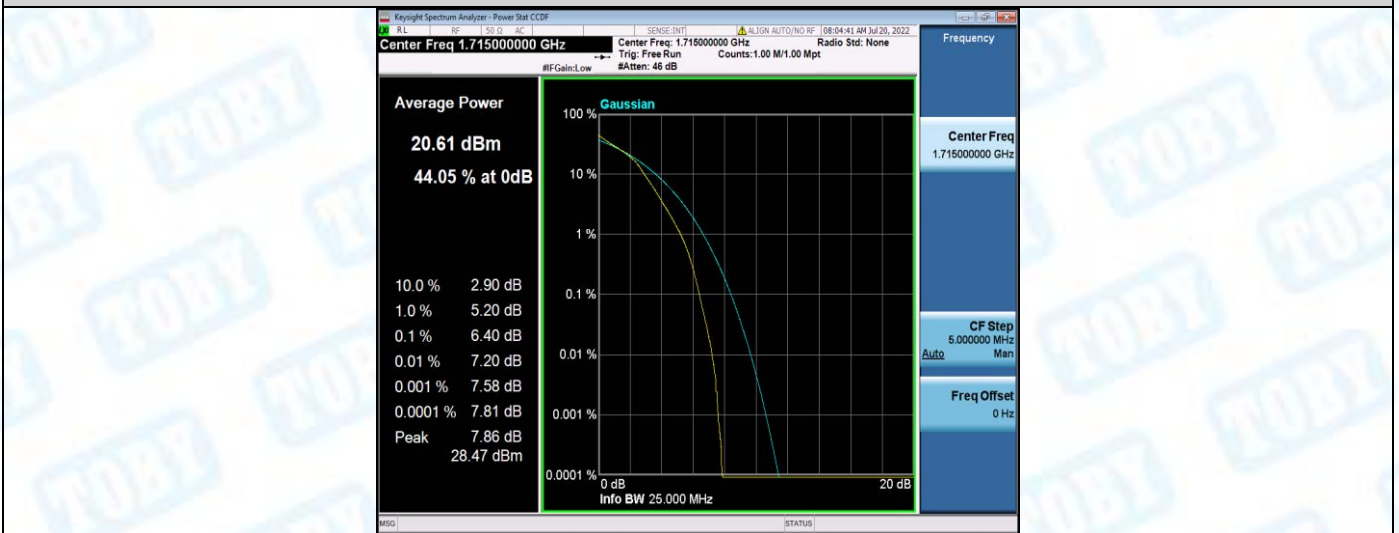 Keysight Spectrum Analyzer - Power Stat CCDF
RL RF 50 Ω AC SENSE:INT ALIGN AUTO/NO RF 08:04:41 AM Jul 20, 2022
Center Freq 1.715000000 GHz
Center Freq: 1.715000000 GHz Radio Std: None
Trig: Free Run Counts:1.00 M/1.00 Mpt
#IFGain:Low #Atten: 46 dB
Average Power
20.61 dBm
44.05 % at 0dB
10.0 % 2.90 dB
1.0 % 5.20 dB
0.1 % 6.40 dB
0.01 % 7.20 dB
0.001 % 7.58 dB
0.0001 % 7.81 dB
Peak 7.86 dB
28.47 dBm
Gaussian
100 %
10 %
1 %
0.1 %
0.01 %
0.001 %
0.0001 %
0 dB 20 dB
Info BW 25.000 MHz
Frequency
Center Freq
1.715000000 GHz
CF Step
5.000000 MHz
Auto Man
Freq Offset
0 Hz
MSG STATUS
TOBY